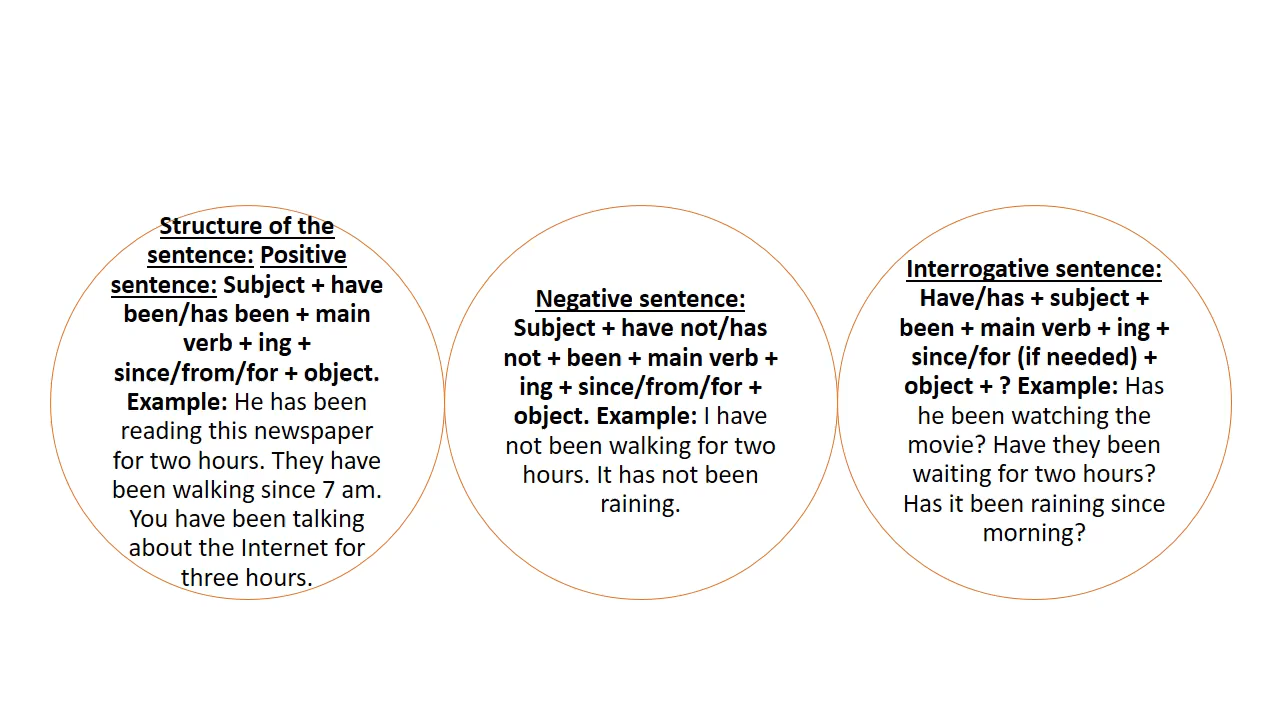 Structure of the
sentence: Positive
sentence: Subject + have
been/has been + main
verb + ing +
since/from/for + object.
Example: He has been
reading this newspaper
for two hours. They have
been walking since 7 am.
You have been talking
about the Internet for
three hours.
Negative sentence:
Subject + have not/has
not + been + main verb +
ing + since/from/for +
object. Example: I have
not been walking for two
hours. It has not been
raining.
Interrogative sentence:
Have/has + subject +
been + main verb + ing +
since/for (if needed) +
object + ? Example: Has
he been watching the
movie? Have they been
waiting for two hours?
Has it been raining since
morning?